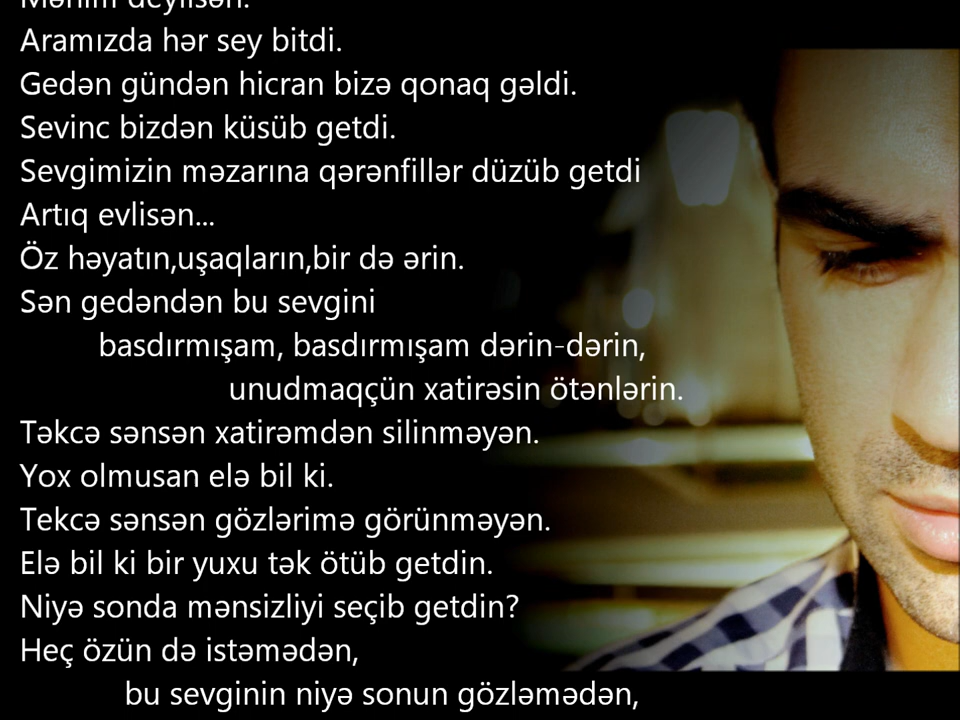 Mənim deyilsən.
Aramızda hər sey bitdi.
Gedən gündən hicran bizə qonaq gəldi.
Sevinc bizdən küsüb getdi.
Sevgimizin məzarına qərənfillər düzüb getdi
Artıq evlisən...
Öz həyatın,uşaqların,bir də ərin.
Sən gedəndən bu sevgini
basdırmışam, basdırmışam dərin-dərin,
unudmaqçün xatirəsin ötənlərin.
Təkcə sənsən xatirəmdən silinməyən.
Yox olmusan elə bil ki.
Tekcə sənsən gözlərimə görünməyən.
Elə bil ki bir yuxu tək ötüb getdin.
Niyə sonda mənsizliyi seçib getdin?
Heç özün də istəmədən,
bu sevginin niyə sonun gözləmədən,